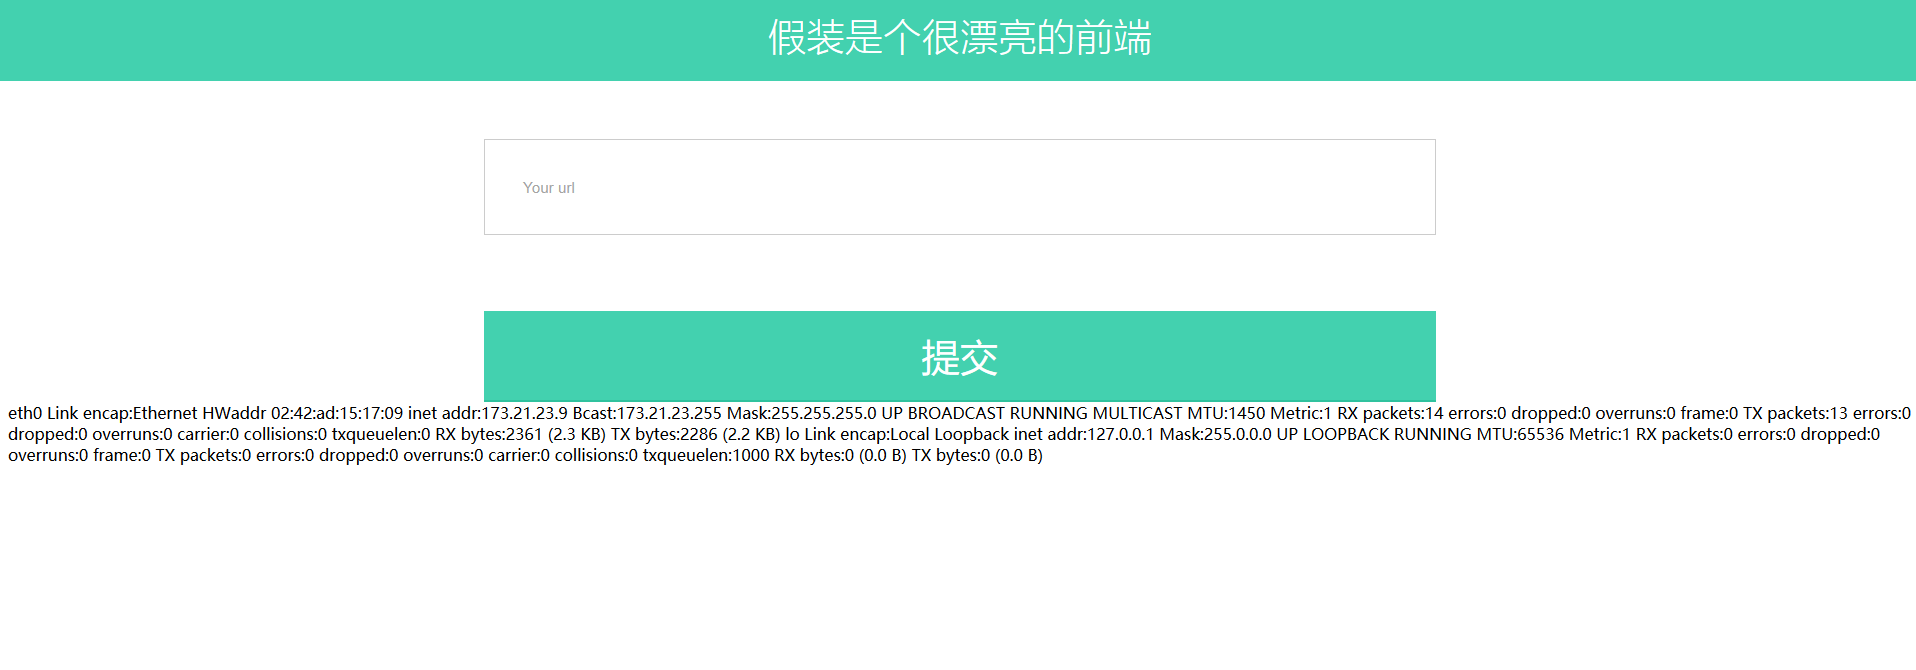 假装是个很漂亮的前端
Your url
提交
eth0 Link encap:Ethernet HWaddr 02:42:ad:15:17:09 inet addr:173.21.23.9 Bcast:173.21.23.255 Mask:255.255.255.0 UP BROADCAST RUNNING MULTICAST MTU:1450 Metric:1 RX packets:14 errors:0 dropped:0 overruns:0 frame:0 TX packets:13 errors:0
dropped:0 overruns:0 carrier:0 collisions:0 txqueuelen:0 RX bytes:2361 (2.3 KB) TX bytes:2286 (2.2 KB) lo Link encap:Local Loopback inet addr:127.0.0.1 Mask:255.0.0.0 UP LOOPBACK RUNNING MTU:65536 Metric:1 RX packets:0 errors:0 dropped:0
overruns:0 frame:0 TX packets:0 errors:0 dropped:0 overruns:0 carrier:0 collisions:0 txqueuelen:1000 RX bytes:0 (0.0 B) TX bytes:0 (0.0 B)